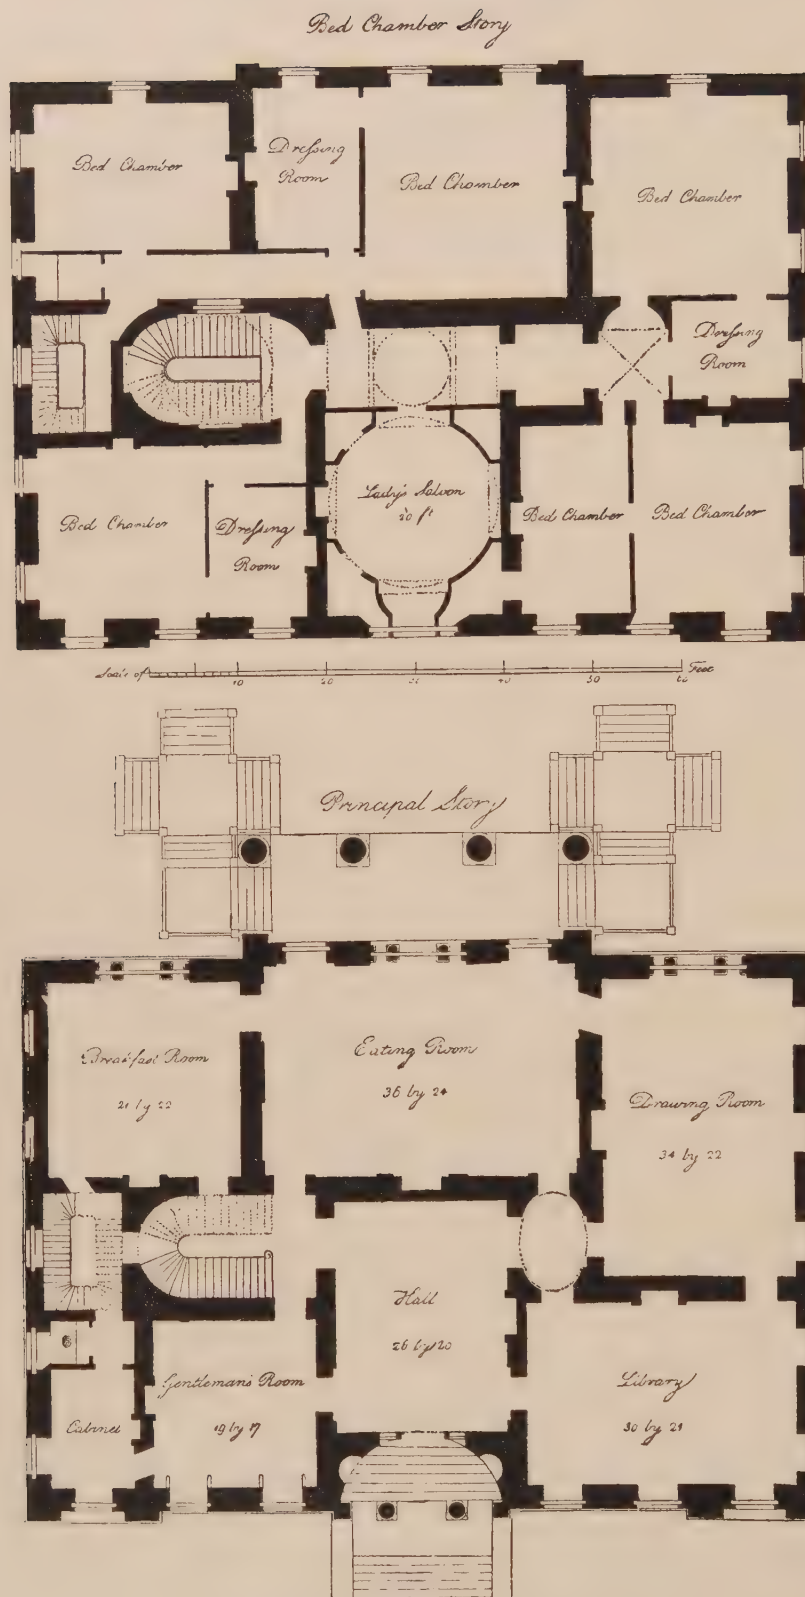 Bed Chamber Story
Bed Chamber
Dressing
Room
Bed Chamber
Bed Chamber
Dressing
Room
Bed Chamber
Dressing
Room
Lady's Saloon
20 ft
Bed Chamber
Bed Chamber
Scale of 10 20 30 40 50 60 Feet
Principal Story
Breakfast Room
21 by 22
Eating Room
36 by 24
Drawing Room
34 by 22
Hall
26 by 20
Gentleman's Room
19 by 17
Cabinet
Library
30 by 21